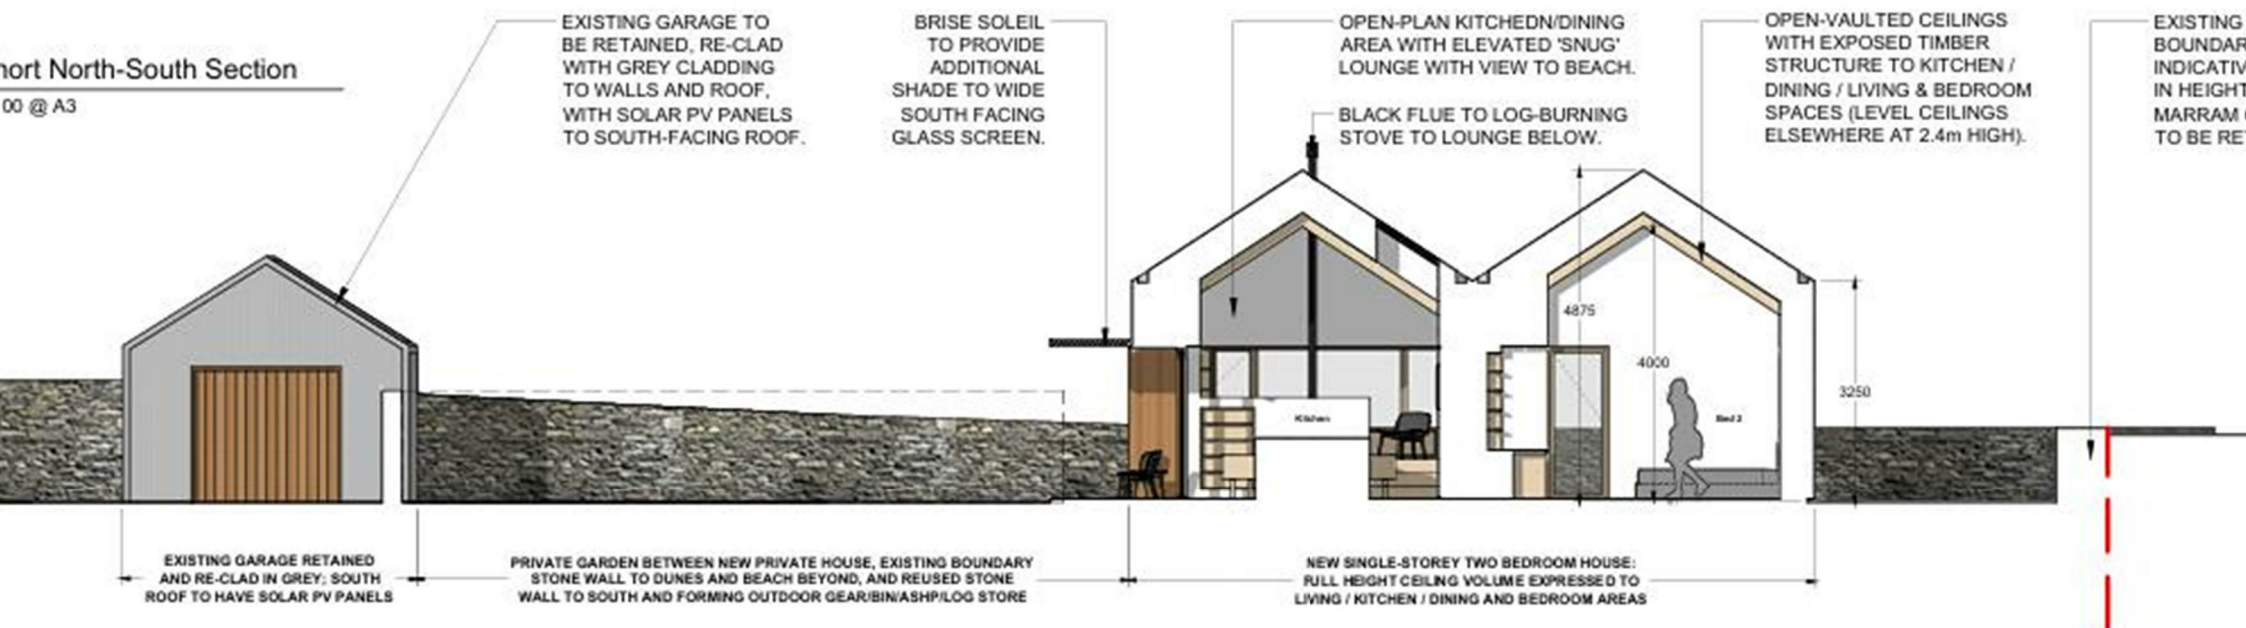 hort North-South Section
00 @ A3
EXISTING GARAGE TO
BE RETAINED, RE-CLAD
WITH GREY CLADDING
TO WALLS AND ROOF,
WITH SOLAR PV PANELS
TO SOUTH-FACING ROOF.
BRISE SOLEIL
TO PROVIDE
ADDITIONAL
SHADE TO WIDE
SOUTH FACING
GLASS SCREEN.
OPEN-PLAN KITCHEDN/DINING
AREA WITH ELEVATED 'SNUG'
LOUNGE WITH VIEW TO BEACH.
BLACK FLUE TO LOG-BURNING
STOVE TO LOUNGE BELOW.
OPEN-VAULTED CEILINGS
WITH EXPOSED TIMBER
STRUCTURE TO KITCHEN /
DINING / LIVING & BEDROOM
SPACES (LEVEL CEILINGS
ELSEWHERE AT 2.4m HIGH).
EXISTING
BOUNDAR
INDICATIV
IN HEIGHT
MARRAM
TO BE RE
4875
4000
3250
Kitchen
Bed 2
EXISTING GARAGE RETAINED
AND RE-CLAD IN GREY; SOUTH
ROOF TO HAVE SOLAR PV PANELS
PRIVATE GARDEN BETWEEN NEW PRIVATE HOUSE, EXISTING BOUNDARY
STONE WALL TO DUNES AND BEACH BEYOND, AND REUSED STONE
WALL TO SOUTH AND FORMING OUTDOOR GEAR/BIN/ASHP/LOG STORE
NEW SINGLE-STOREY TWO BEDROOM HOUSE:
FULL HEIGHT CEILING VOLUME EXPRESSED TO
LIVING / KITCHEN / DINING AND BEDROOM AREAS